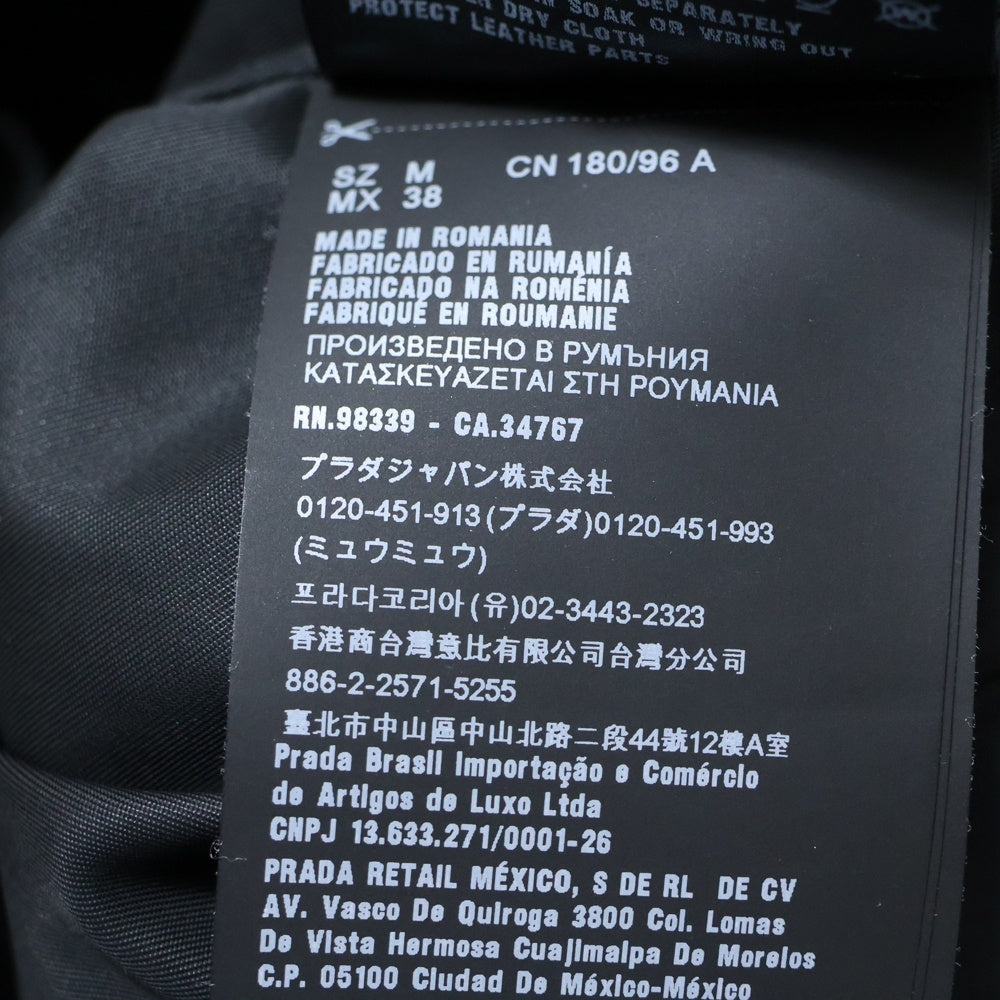 SEPARATELY
SOAK OR WRING OUT
DRY CLOTH
PROTECT LEATHER PARTS
SZ M CN 180/96 A
MX 38
MADE IN ROMANIA
FABRICADO EN RUMANÍA
FABRICADO NA ROMÉNIA
FABRIQUÉ EN ROUMANIE
ПРОИЗВЕДЕНО В РУМЪНИЯ
ΚΑΤΑΣΚΕΥΑΖΕΤΑΙ ΣΤΗ ΡΟΥΜΑΝΙΑ
RN.98339 - CA.34767
プラダジャパン株式会社
0120-451-913(プラダ)0120-451-993
(ミュウミュウ)
프라다코리아(유)02-3443-2323
香港商台灣意比有限公司台灣分公司
886-2-2571-5255
臺北市中山區中山北路二段44號12樓A室
Prada Brasil Importação e Comércio
de Artigos de Luxo Ltda
CNPJ 13.633.271/0001-26
PRADA RETAIL MÉXICO, S DE RL DE CV
AV. Vasco De Quiroga 3800 Col. Lomas
De Vista Hermosa Cuajimalpa De Morelos
C.P. 05100 Ciudad De México-México